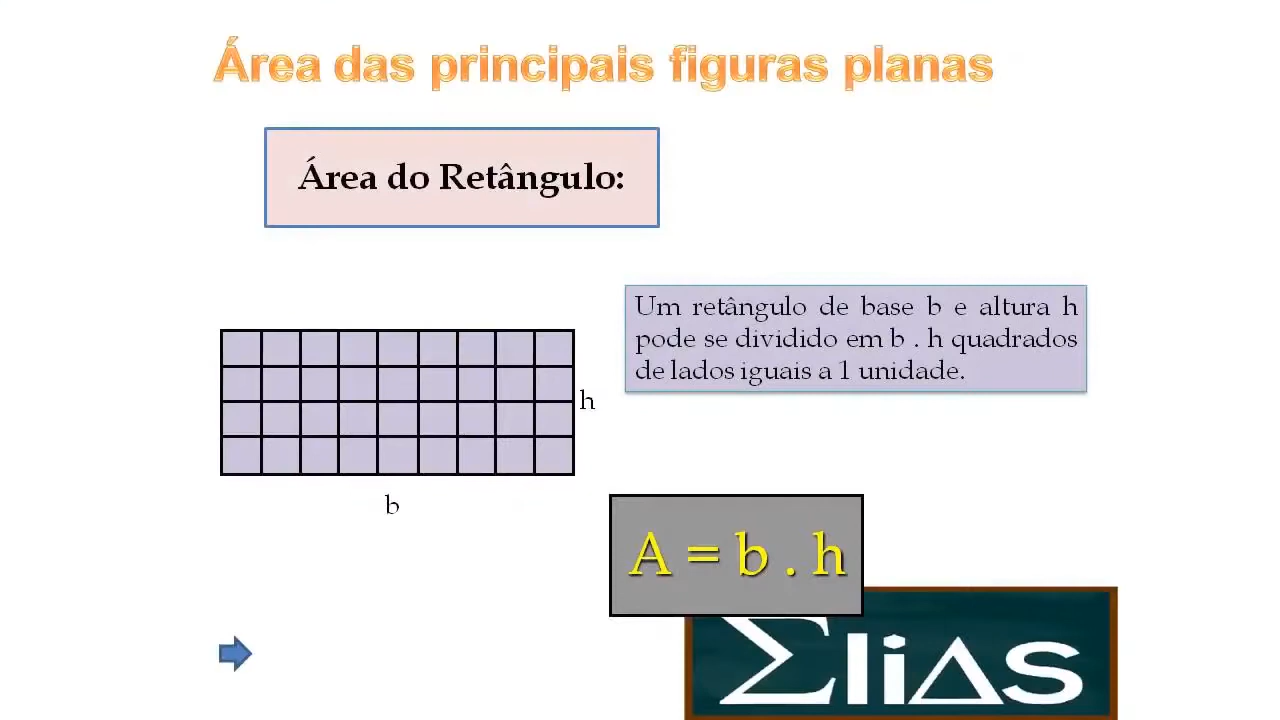 Área das principais figuras planas
Área do Retângulo:
Um retângulo de base b e altura h
pode se dividido em b . h quadrados
de lados iguais a 1 unidade.
h
b
A = b . h
ΣliΔs